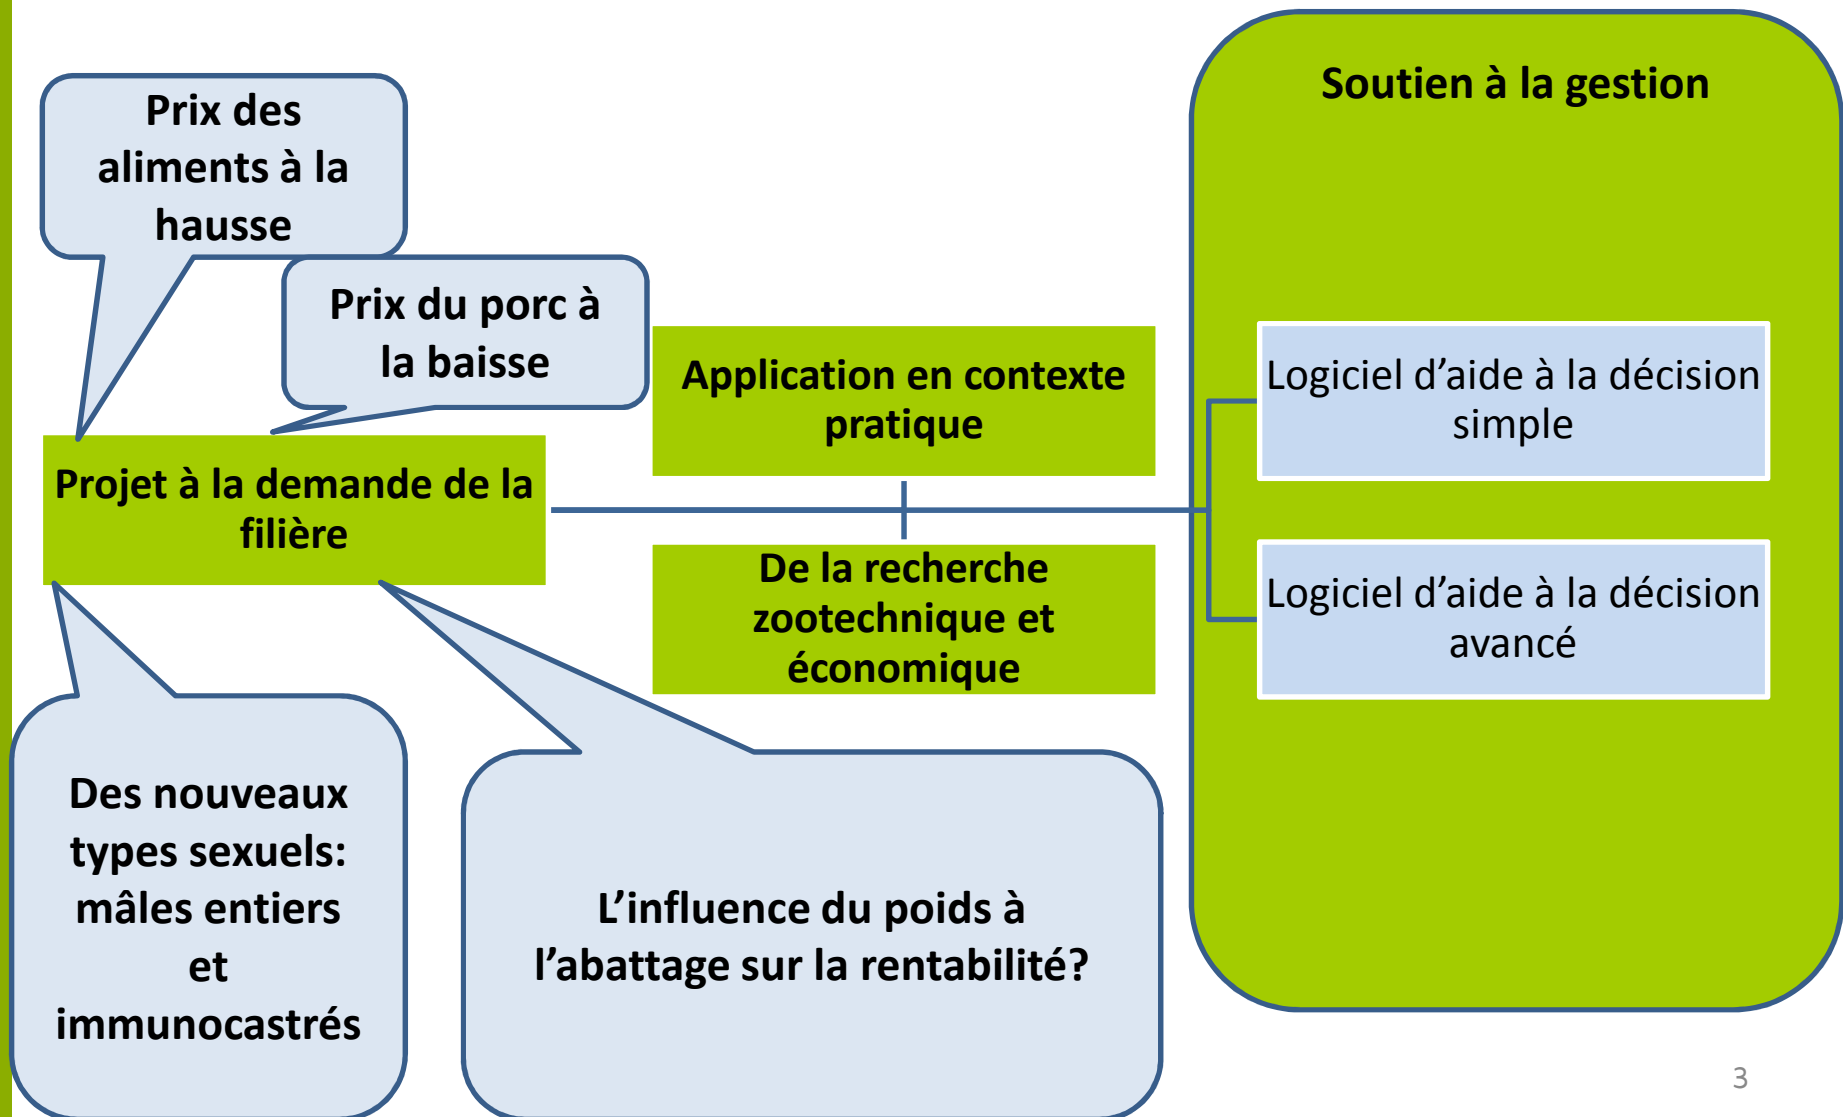 Prix des
aliments à la
hausse
Prix du porc à
la baisse
Projet à la demande de la
filière
Des nouveaux
types sexuels:
mâles entiers
et
immunocastrés
L’influence du poids à
l’abattage sur la rentabilité?
Application en contexte
pratique
De la recherche
zootechnique et
économique
Soutien à la gestion
Logiciel d’aide à la décision
simple
Logiciel d’aide à la décision
avancé
3